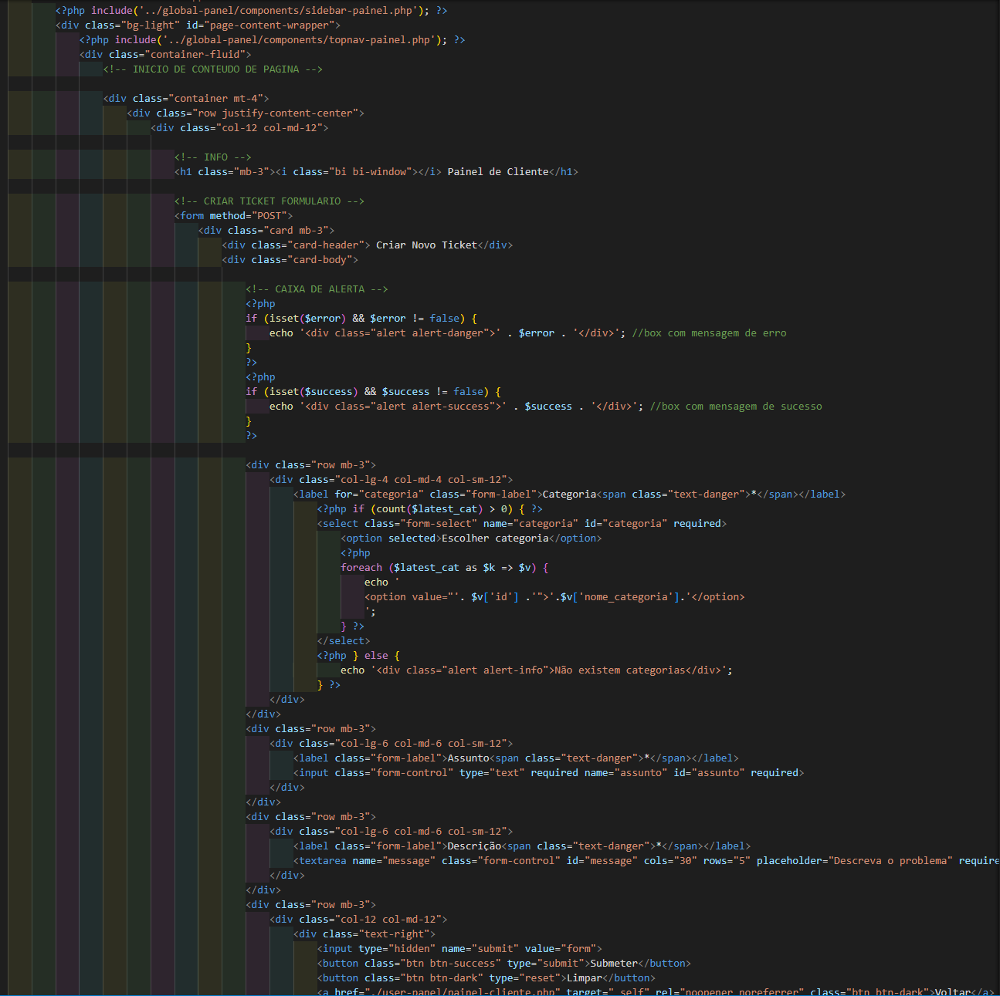 <?php include('../global-panel/components/sidebar-painel.php'); ?>
<div class="bg-light" id="page-content-wrapper">
<?php include('../global-panel/components/topnav-painel.php'); ?>
<div class="container-fluid">
<!-- INICIO DE CONTEUDO DE PAGINA -->
<div class="container mt-4">
<div class="row justify-content-center">
<div class="col-12 col-md-12">
<!-- INFO -->
<h1 class="mb-3"><i class="bi bi-window"></i> Painel de Cliente</h1>
<!-- CRIAR TICKET FORMULARIO -->
<form method="POST">
<div class="card mb-3">
<div class="card-header"> Criar Novo Ticket</div>
<div class="card-body">
<!-- CAIXA DE ALERTA -->
<?php
if (isset($error) && $error != false) {
echo '<div class="alert alert-danger">' . $error . '</div>'; //box com mensagem de erro
}
?>
<?php
if (isset($success) && $success != false) {
echo '<div class="alert alert-success">' . $success . '</div>'; //box com mensagem de sucesso
}
?>
<div class="row mb-3">
<div class="col-lg-4 col-md-4 col-sm-12">
<label for="categoria" class="form-label">Categoria<span class="text-danger">*</span></label>
<?php if (count($latest_cat) > 0) { ?>
<select class="form-select" name="categoria" id="categoria" required>
<option selected>Escolher categoria</option>
<?php
foreach ($latest_cat as $k => $v) {
echo '
<option value="'. $v['id'] .'">'.$v['nome_categoria'].'</option>
';
} ?>
</select>
<?php } else {
echo '<div class="alert alert-info">Não existem categorias</div>';
} ?>
</div>
</div>
<div class="row mb-3">
<div class="col-lg-6 col-md-6 col-sm-12">
<label class="form-label">Assunto<span class="text-danger">*</span></label>
<input class="form-control" type="text" required name="assunto" id="assunto" required>
</div>
</div>
<div class="row mb-3">
<div class="col-lg-6 col-md-6 col-sm-12">
<label class="form-label">Descrição<span class="text-danger">*</span></label>
<textarea name="message" class="form-control" id="message" cols="30" rows="5" placeholder="Descreva o problema" require
</div>
</div>
<div class="row mb-3">
<div class="col-12 col-md-12">
<div class="text-right">
<input type="hidden" name="submit" value="form">
<button class="btn btn-success" type="submit">Submeter</button>
<button class="btn btn-dark" type="reset">Limpar</button>
<a href="./user-panel/painel-cliente.php" target="_self" rel="noopener noreferrer" class="btn btn-dark">Voltar</a>